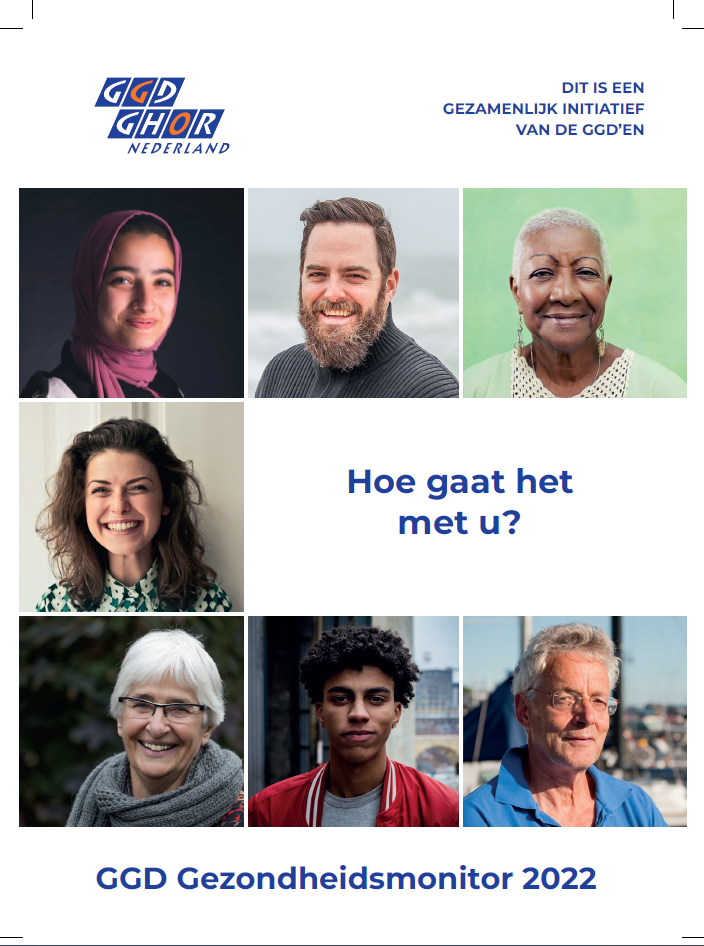 GGD
GHOR
NEDERLAND
DIT IS EEN
GEZAMENLIJK INITIATIEF
VAN DE GGD'EN
Hoe gaat het
met u?
GGD Gezondheidsmonitor 2022